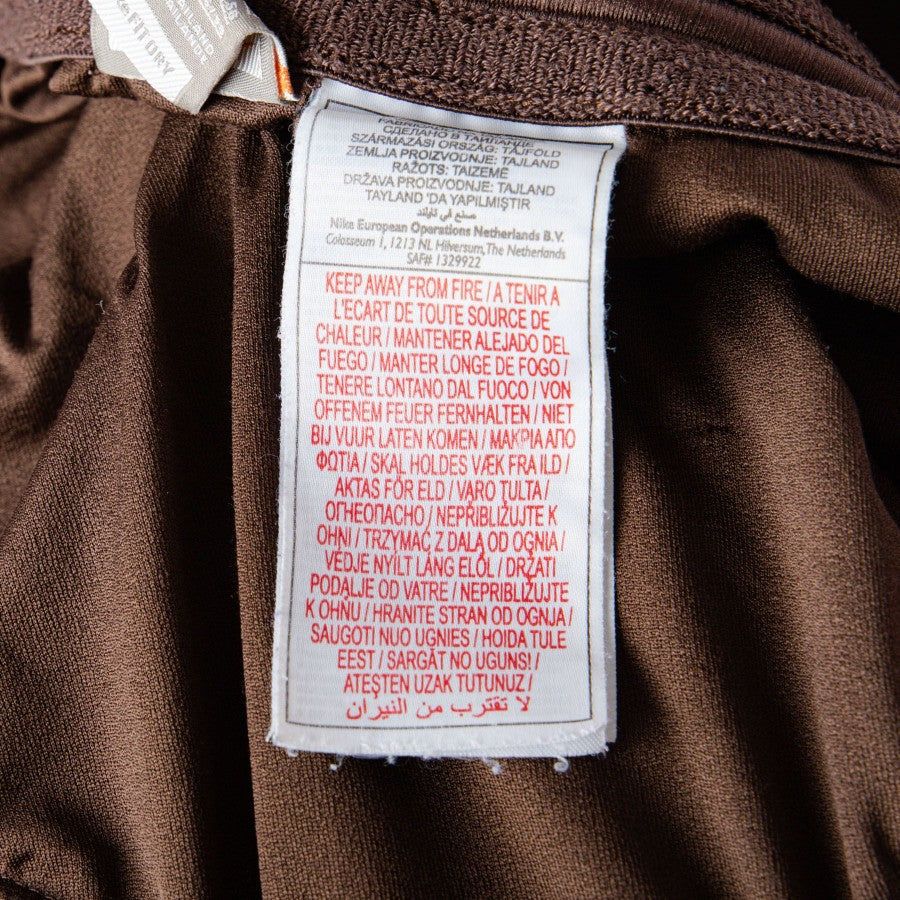 FIT DRY
СДЕЛАНО В ТАИЛАНДЕ
SZÁRMAZÁSI ORSZÁG: TAJFÖLD
ZEMLJA PROIZVODNJE: TAJLAND
RAŽOTS: TAIZEMĒ
DRŽAVA PROIZVODNJE: TAJLAND
TAYLAND 'DA YAPILMIŞTIR
صنع في تايلند
Nike European Operations Netherlands B.V.
Colosseum 1, 1213 NL Hilversum, The Netherlands
SAF# 1329922
KEEP AWAY FROM FIRE / A TENIR A
L'ECART DE TOUTE SOURCE DE
CHALEUR / MANTENER ALEJADO DEL
FUEGO / MANTER LONGE DE FOGO /
TENERE LONTANO DAL FUOCO / VON
OFFENEM FEUER FERNHALTEN / NIET
BIJ VUUR LATEN KOMEN / ΜΑΚΡΙΑ ΑΠΟ
ΦΩΤΙΑ / SKAL HOLDES VÆK FRA ILD /
AKTAS FÖR ELD / VARO TULTA /
ОГНЕОПАСНО / NEPŘIBLIŽUJTE K
OHNI / TRZYMAĆ Z DALA OD OGNIA /
VÉDJE NYÍLT LÁNG ELŐL / DRŽATI
PODALJE OD VATRE / NEPRIBLIŽUJTE
K OHŇU / HRANITE STRAN OD OGNJA /
SAUGOTI NUO UGNIES / HOIDA TULE
EEST / SARGĀT NO UGUNS! /
ATEŞTEN UZAK TUTUNUZ /
لا تقترب من النيران